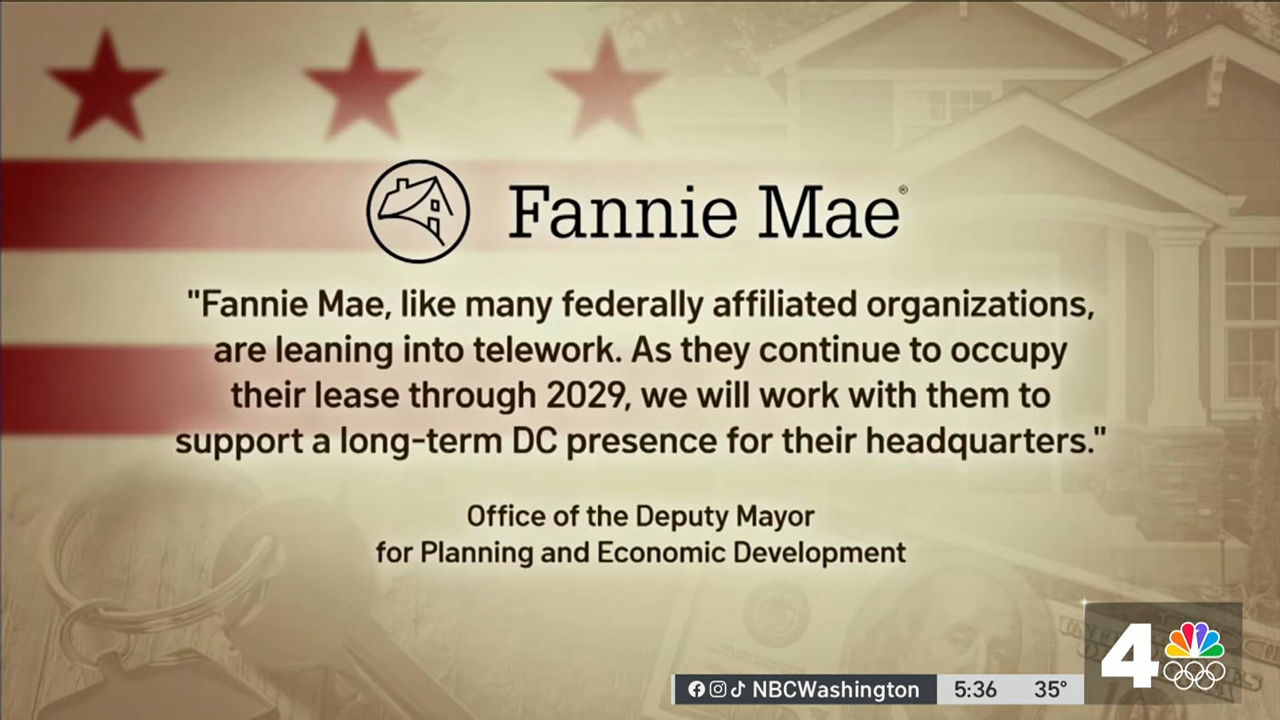 Fannie Mae®
"Fannie Mae, like many federally affiliated organizations,
are leaning into telework. As they continue to occupy
their lease through 2029, we will work with them to
support a long-term DC presence for their headquarters."
Office of the Deputy Mayor
for Planning and Economic Development
4
NBCWashington 5:36 35°